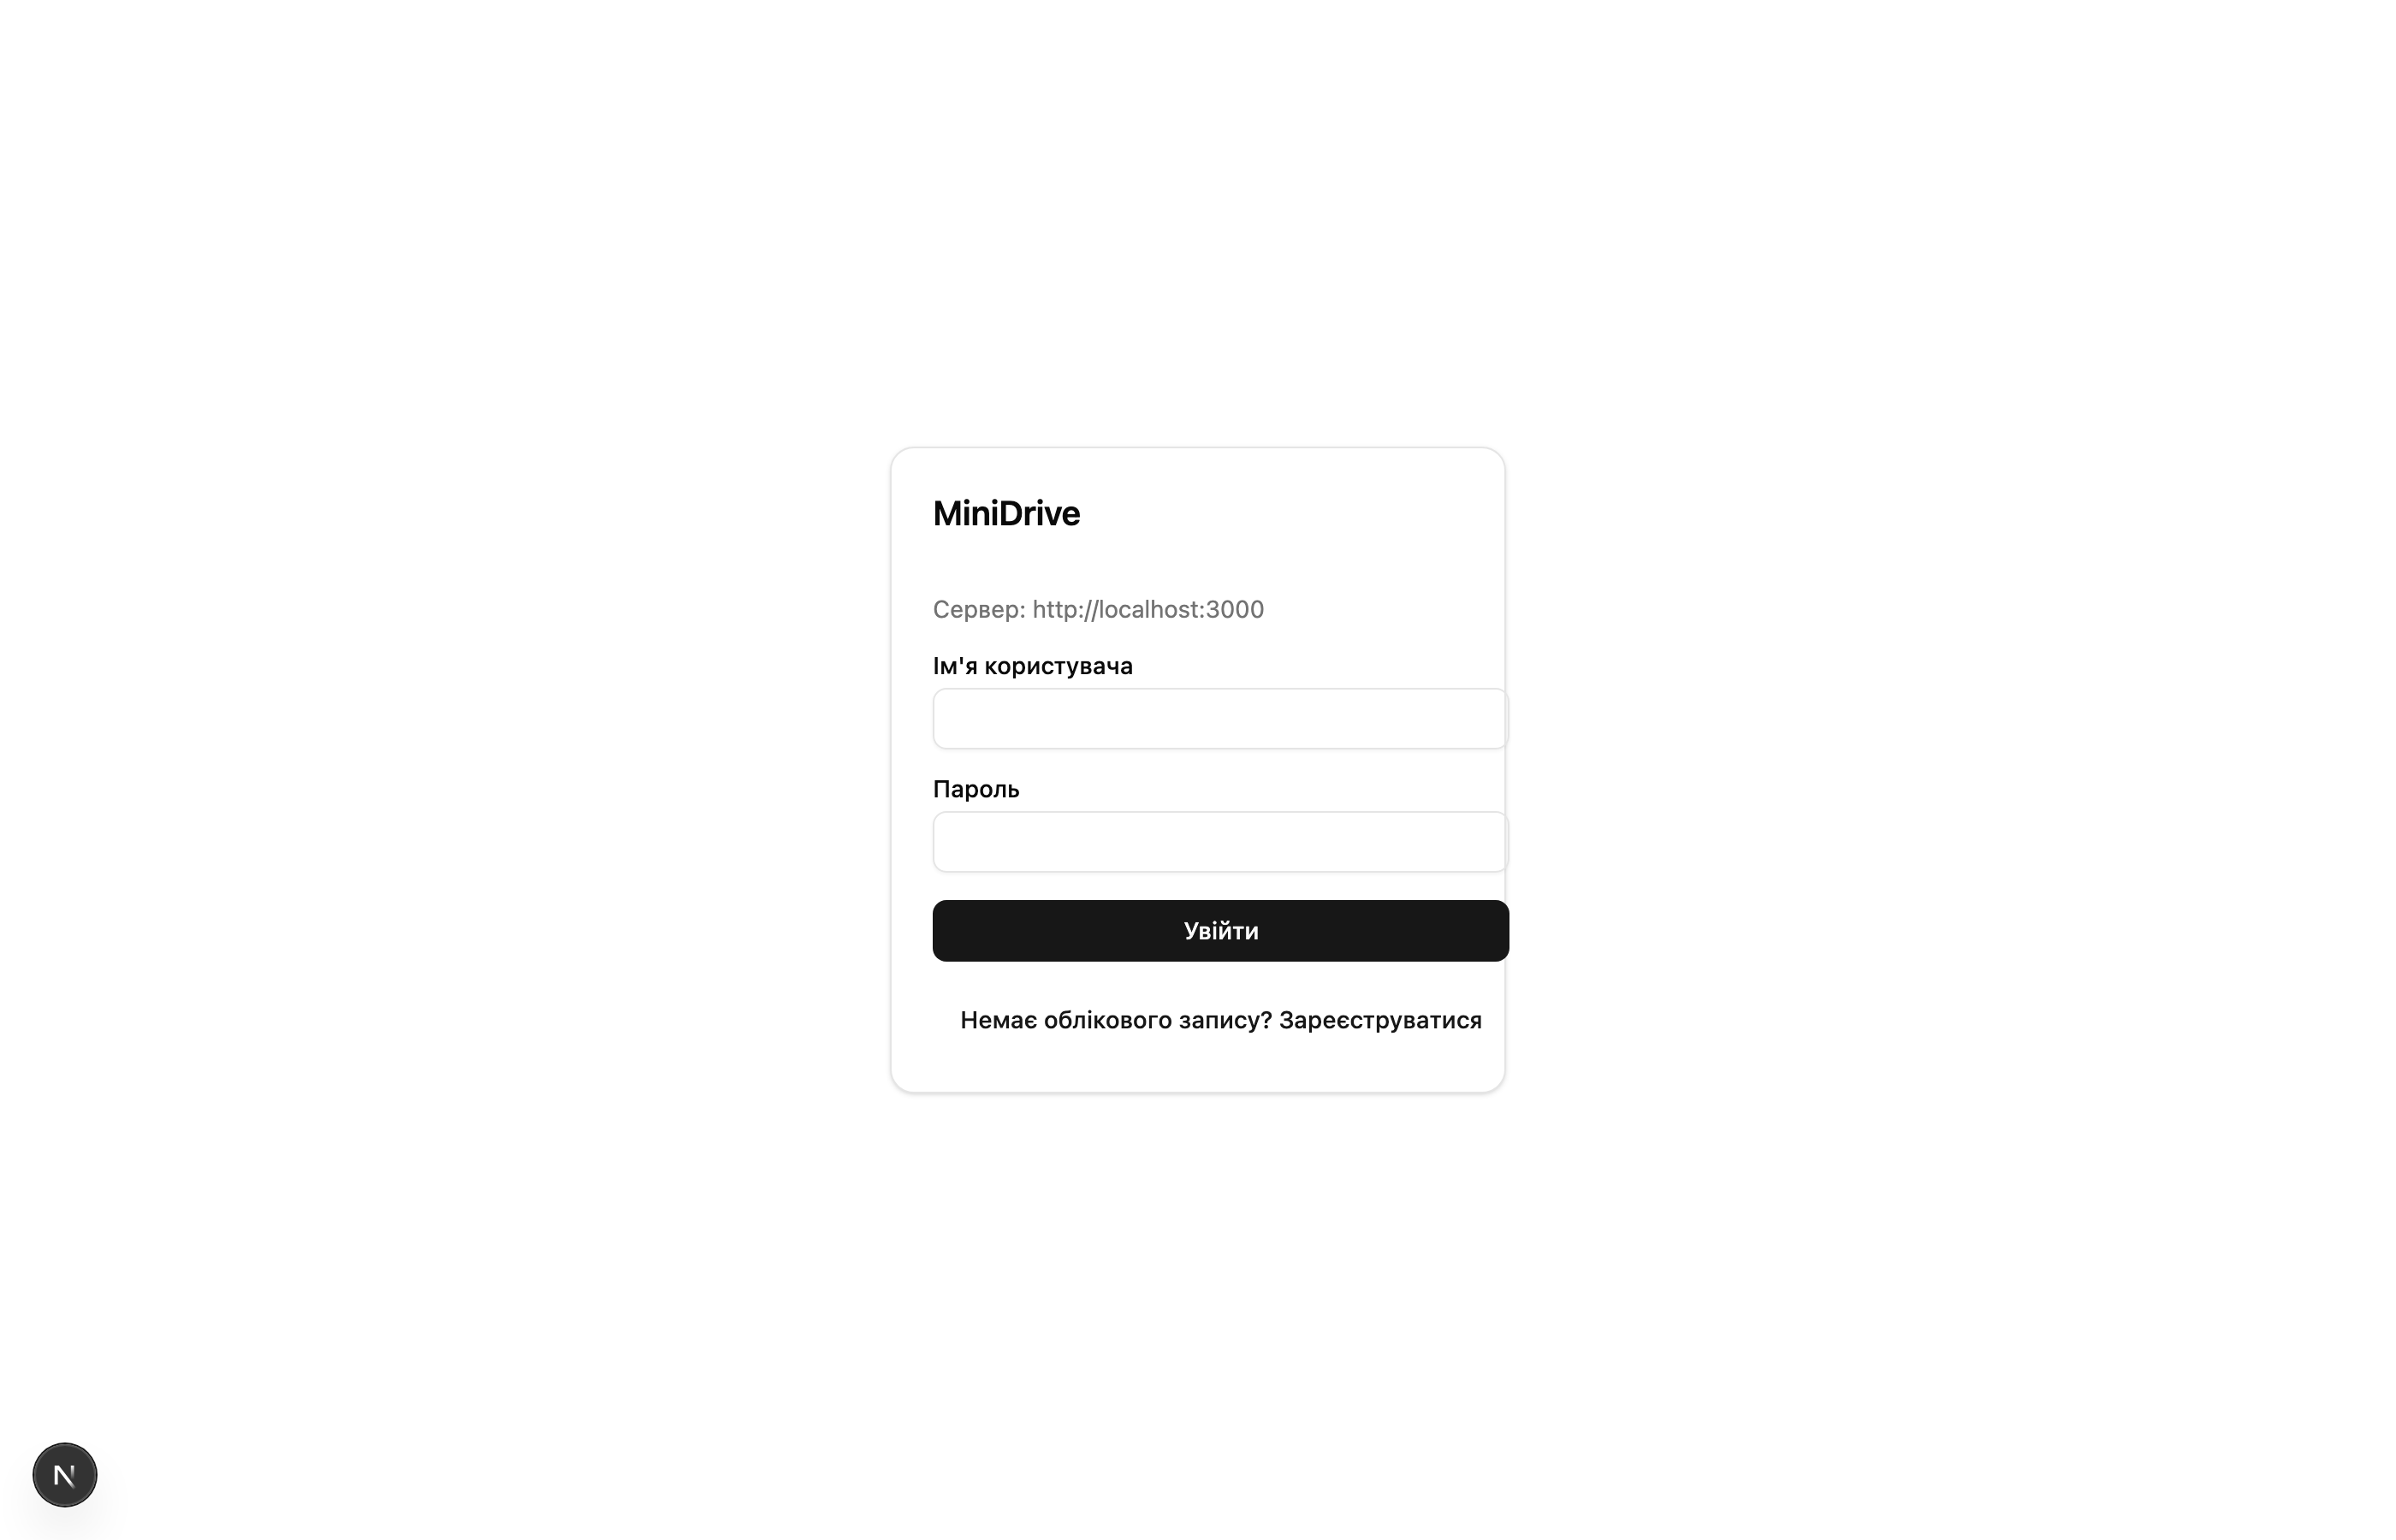 MiniDrive
Сервер: http://localhost:3000
Ім'я користувача
Пароль
Увійти
Немає облікового запису? Зареєструватися
N